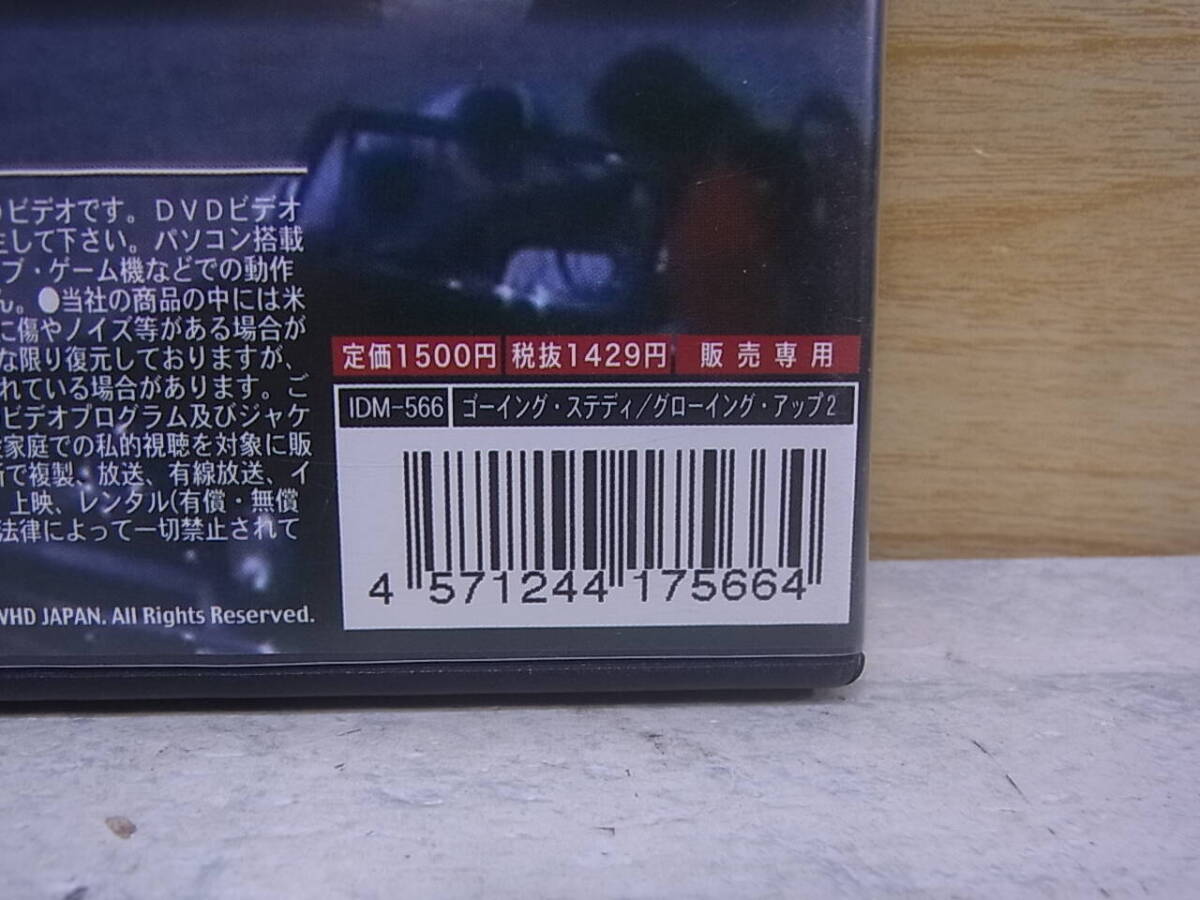 ビデオです。DVDビデオ
して下さい。パソコン搭載
ブ・ゲーム機などでの動作
ん。●当社の商品の中には米
に傷やノイズ等がある場合が
な限り復元しておりますが、
れている場合があります。ご
ビデオプログラム及びジャケ
家庭での私的視聴を対象に販
で複製、放送、有線放送、イ
上映、レンタル(有償・無償
法律によって一切禁止されて
WHD JAPAN. All Rights Reserved.
定価1500円 税抜1429円 販売専用
IDM-566 ゴーイング・ステディ/グローイング・アップ2
4 571244 175664